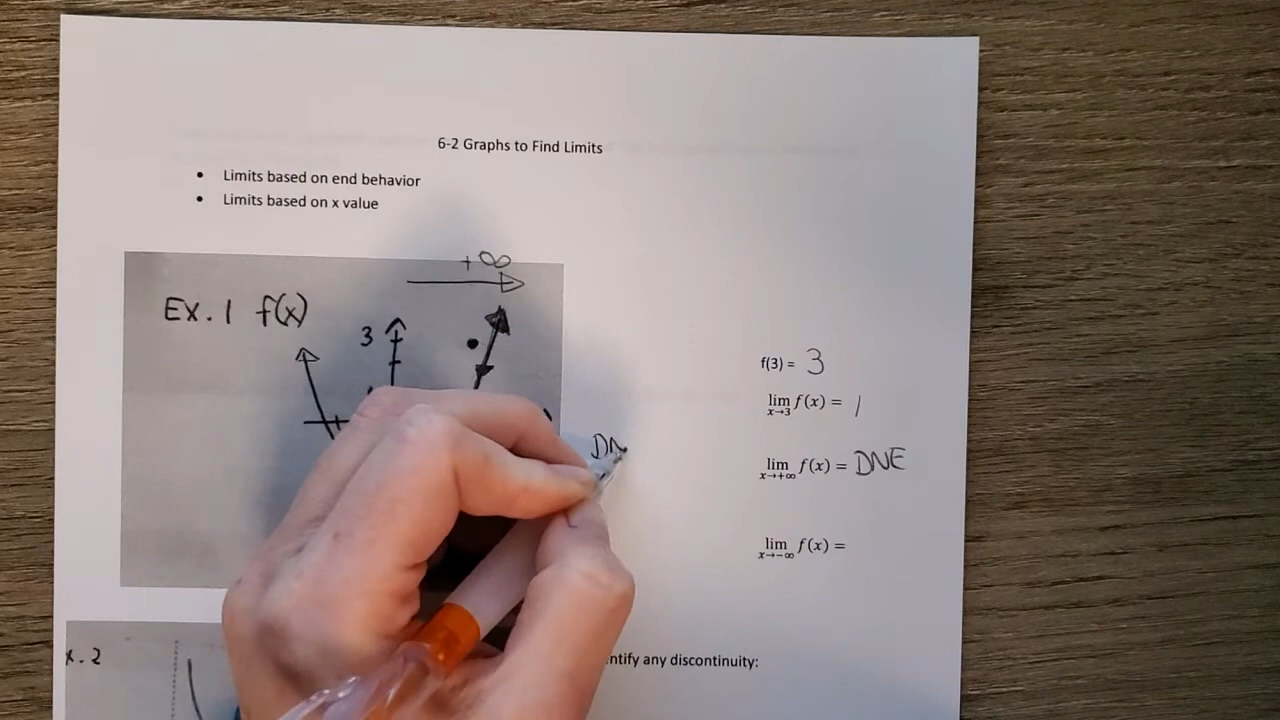 6-2 Graphs to Find Limits
• Limits based on end behavior
• Limits based on x value
+∞
Ex. 1 f(x)
3
f(3) = 3
lim x→3 f(x) = 1
lim x→+∞ f(x) = DNE
lim x→-∞ f(x) =
x. 2
ntify any discontinuity: